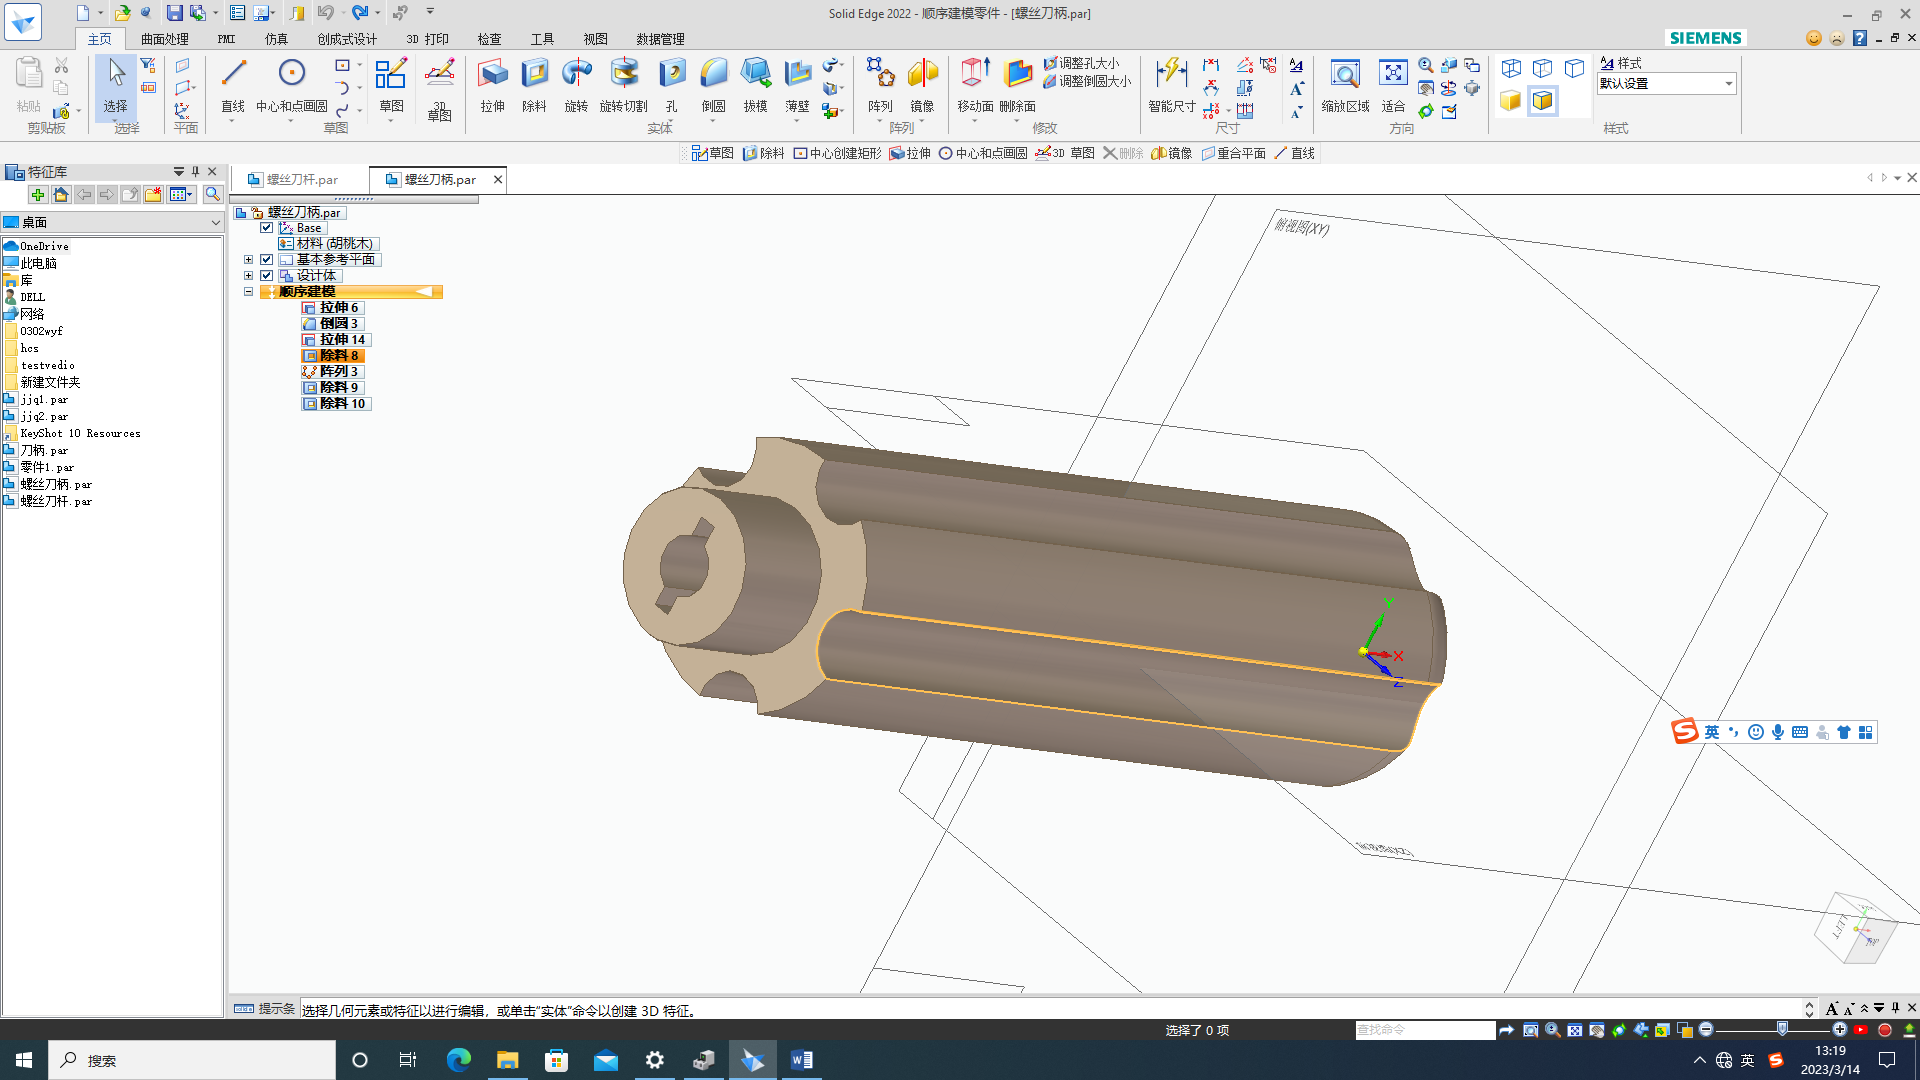 Solid Edge 2022 - 顺序建模零件 - [螺丝刀柄.par]
主页 曲面处理 PMI 仿真 创成式设计 3D 打印 检查 工具 视图 数据管理
SIEMENS
粘贴 选择 直线 中心和点画圆 草图 3D 草图 拉伸 除料 旋转 旋转切割 孔 倒圆 拔模 薄壁 阵列 镜像 移动面 删除面 调整孔大小 调整倒圆大小 智能尺寸 缩放区域 适合 样式 默认设置
剪贴板 选择 平面 草图 实体 阵列 修改 尺寸 方向 样式
草图 除料 中心创建矩形 拉伸 中心和点画圆 3D 草图 删除 镜像 重合平面 直线
特征库
螺丝刀杆.par 螺丝刀柄.par
桌面
OneDrive
此电脑
库
DELL
网络
0302wyf
hcs
testvedio
新建文件夹
jjq1.par
jjq2.par
KeyShot 10 Resources
刀柄.par
零件1.par
螺丝刀柄.par
螺丝刀杆.par
螺丝刀柄.par
Base
材料 (胡桃木)
基本参考平面
设计体
顺序建模
拉伸 6
倒圆 3
拉伸 14
除料 8
阵列 3
除料 9
除料 10
俯视图(XY)
Y
X
Z
英
LEFT
提示条
选择几何元素或特征以进行编辑，或单击“实体”命令以创建 3D 特征。
选择了 0 项
查找命令
搜索
英
13:19
2023/3/14